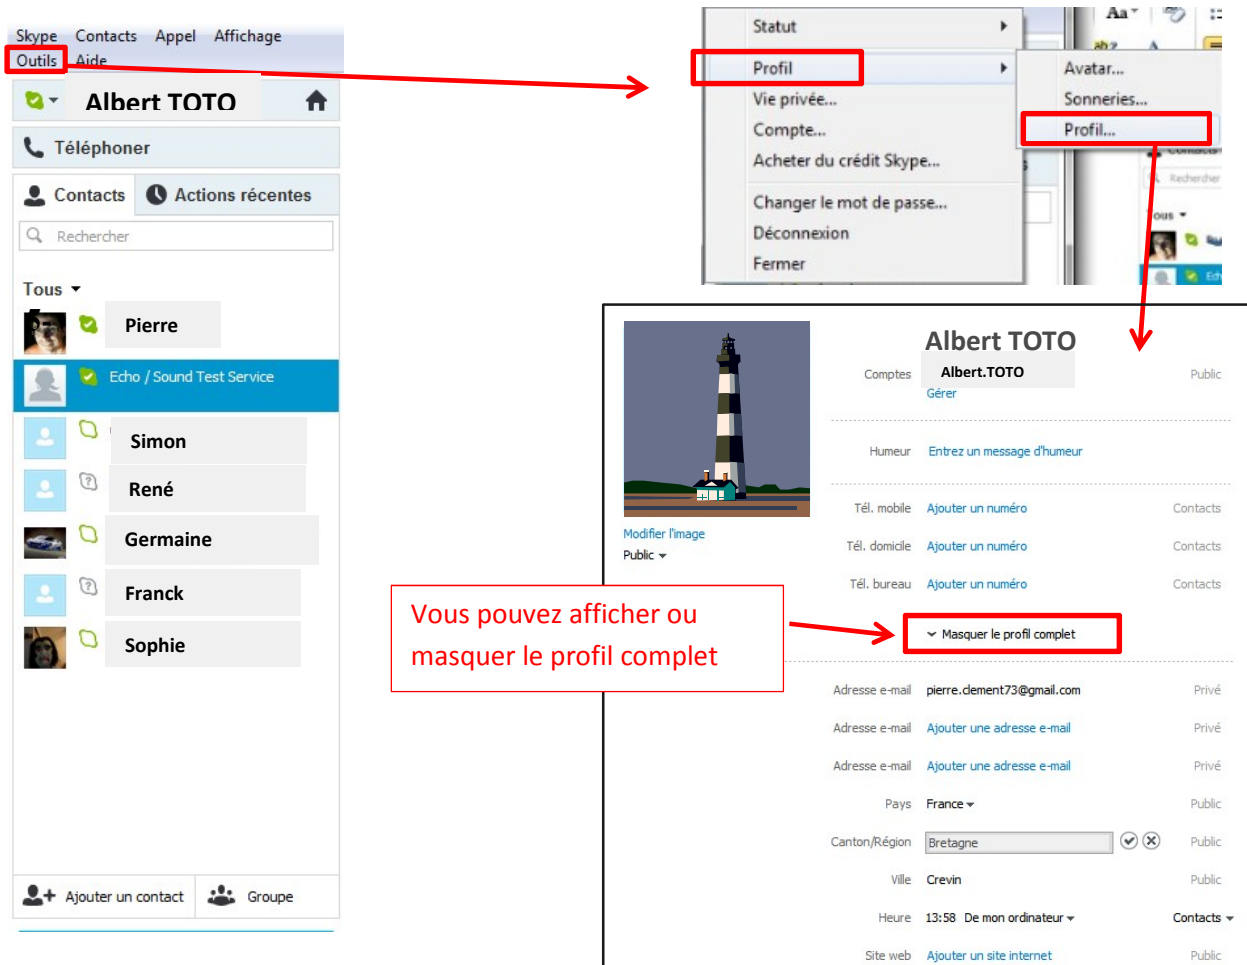 Skype Contacts Appel Affichage
Outils Aide
Albert TOTO
Téléphoner
Contacts Actions récentes
Rechercher
Tous
Pierre
Echo / Sound Test Service
Simon
René
Germaine
Franck
Sophie
Ajouter un contact Groupe
Statut
Profil
Vie privée...
Compte...
Acheter du crédit Skype...
Changer le mot de passe...
Déconnexion
Fermer
Aa
Avatar...
Sonneries...
Profil...
Contacts
Rechercher
Tous
Albert TOTO
Comptes Albert.TOTO Public
Gérer
Humeur Entrez un message d'humeur
Modifier l'image
Public
Tél. mobile Ajouter un numéro Contacts
Tél. domicile Ajouter un numéro Contacts
Tél. bureau Ajouter un numéro Contacts
Vous pouvez afficher ou
masquer le profil complet
Masquer le profil complet
Adresse e-mail pierre.clement73@gmail.com Privé
Adresse e-mail Ajouter une adresse e-mail Privé
Adresse e-mail Ajouter une adresse e-mail Privé
Pays France Public
Canton/Région Bretagne Public
Ville Crevin Public
Heure 13:58 De mon ordinateur Contacts
Site web Ajouter un site internet Public